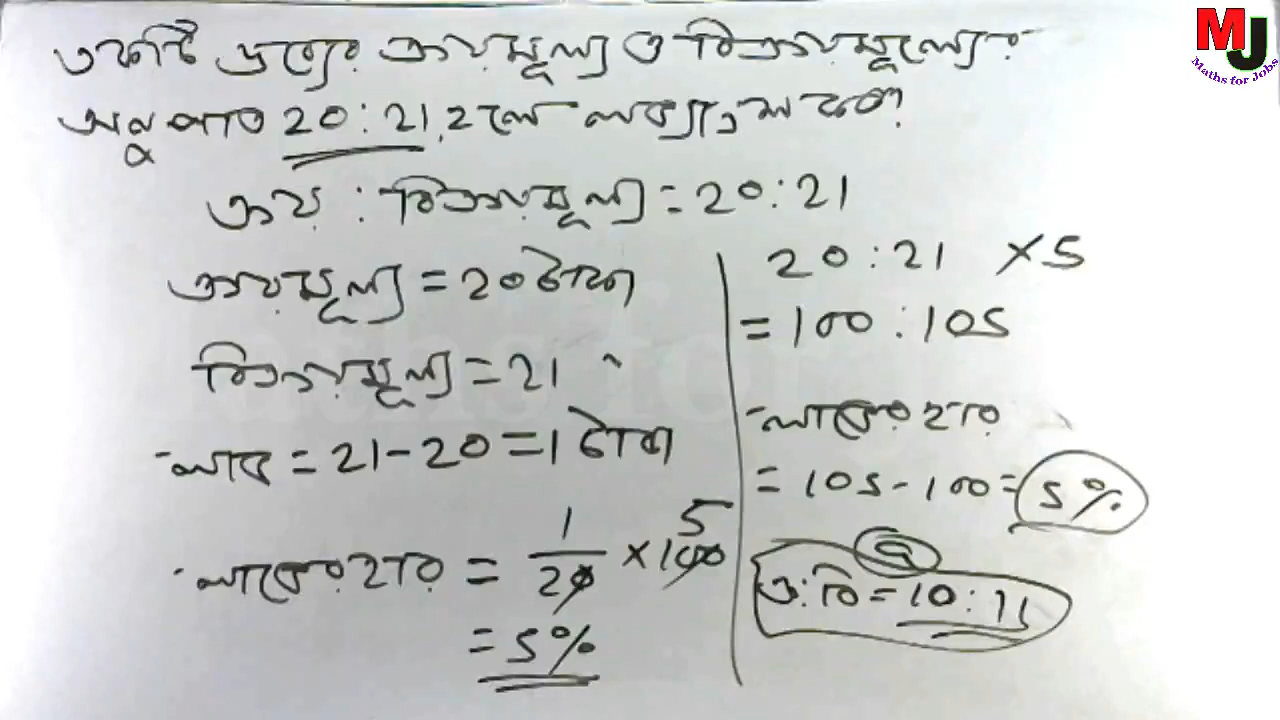 একটি দ্রব্যের ক্রয়মূল্য ও বিক্রয়মূল্যের
অনুপাত 20:21, হলে লভ্যাংশ কত?
ক্রয় : বিক্রয়মূল্য = 20:21
ক্রয়মূল্য = 20 টাকা
বিক্রয়মূল্য = 21 "
লাভ = 21-20 = 1 টাকা
লাভের হার = 1/20 × 100 5
= 5%
20:21 × 5
= 100:105
লাভের হার
= 105-100 = 5%
ক্র: বি = 10:11
MJ
Maths for Jobs